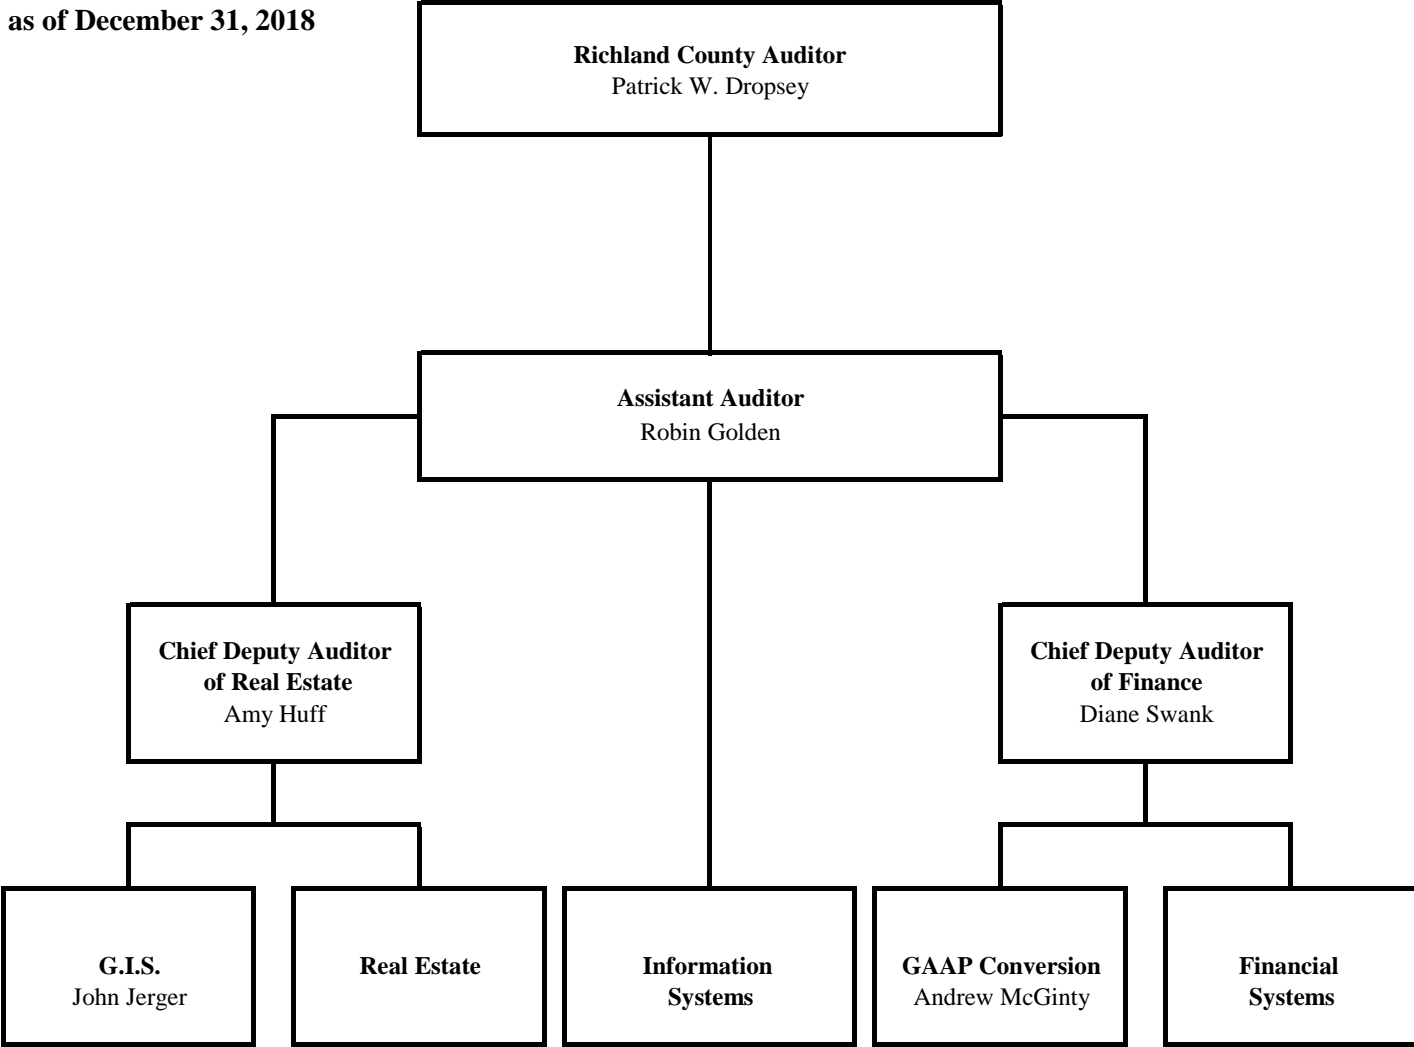 as of December 31, 2018
Richland County Auditor
Patrick W. Dropsey
Assistant Auditor
Robin Golden
Chief Deputy Auditor
of Real Estate
Amy Huff
Chief Deputy Auditor
of Finance
Diane Swank
G.I.S.
John Jerger
Real Estate
Information
Systems
GAAP Conversion
Andrew McGinty
Financial
Systems